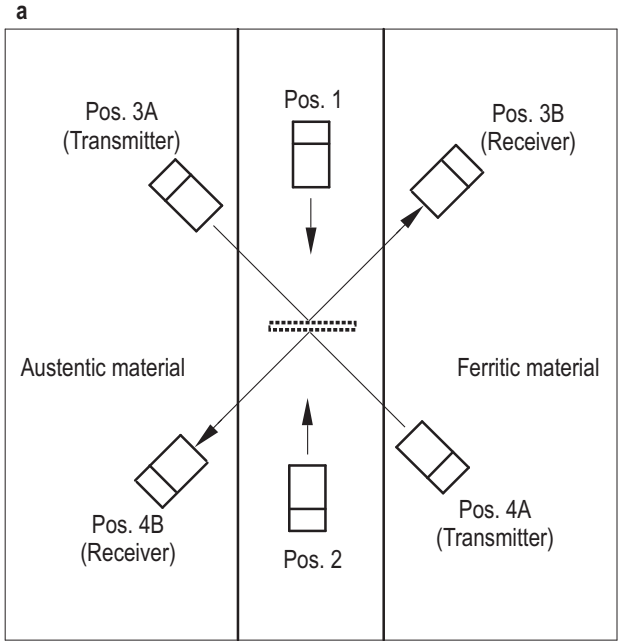 a
Pos. 3A
(Transmitter)
Pos. 1
Pos. 3B
(Receiver)
Austentic material
Ferritic material
Pos. 4B
(Receiver)
Pos. 2
Pos. 4A
(Transmitter)